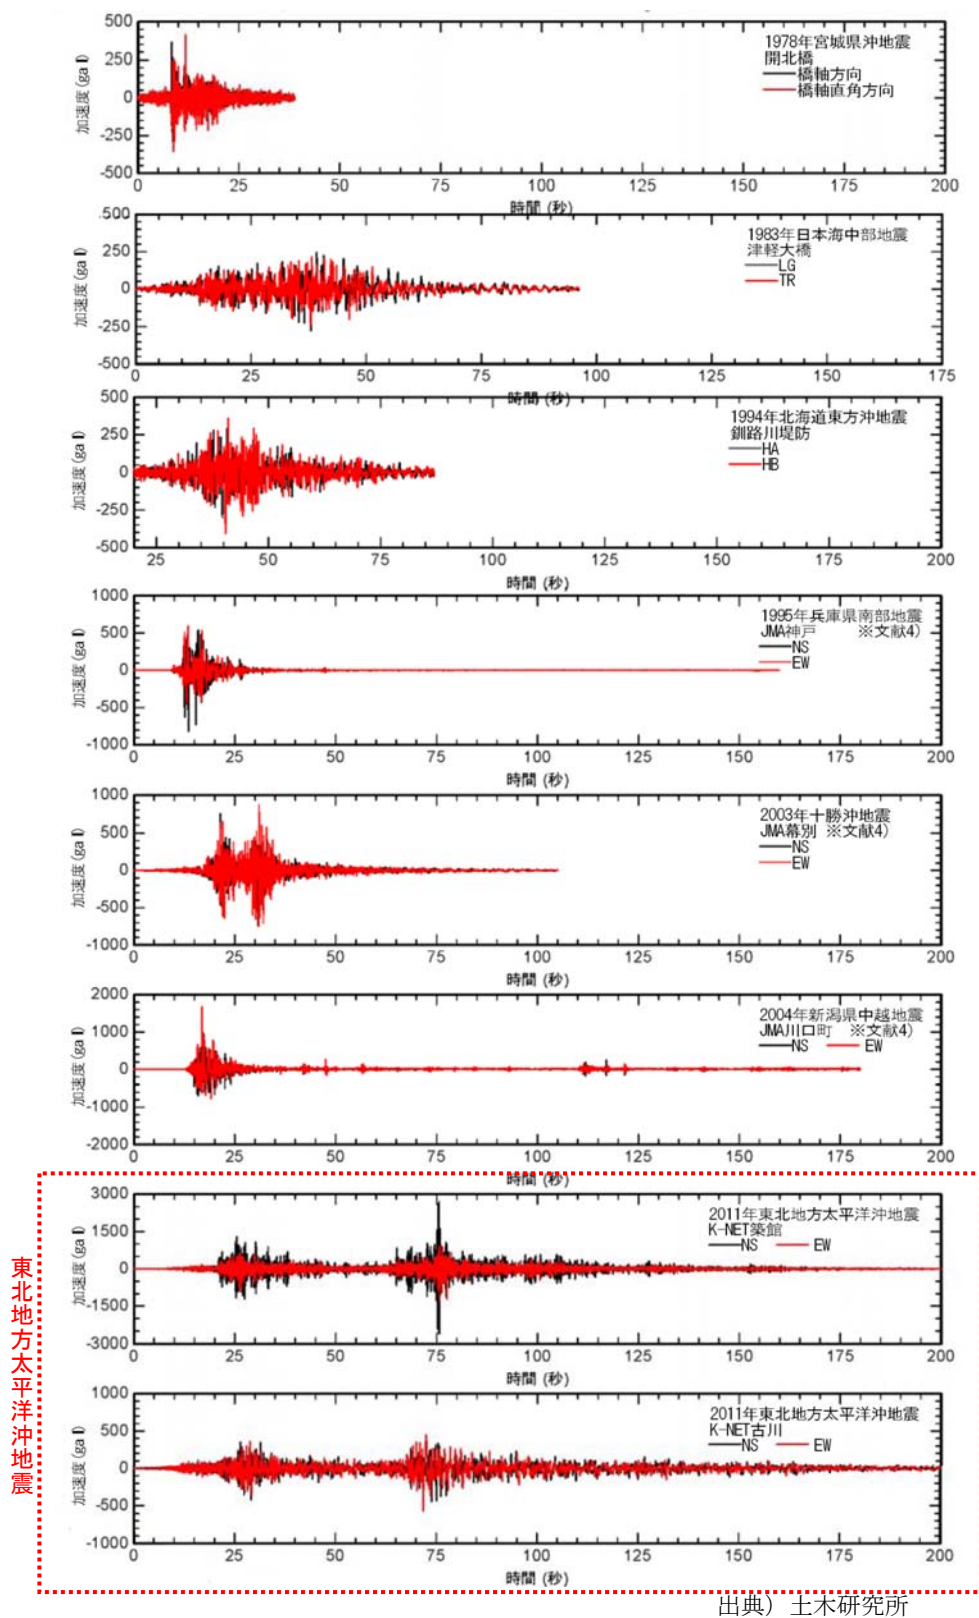 500
250
0
-250
-500
加速度(gal)
0 25 50 75 100 125 150 175 200
時間 (秒)
1978年宮城県沖地震
開北橋
橋軸方向
橋軸直角方向
500
250
0
-250
-500
加速度(gal)
0 25 50 75 100 125 150 175
時間 (秒)
1983年日本海中部地震
津軽大橋
LG
TR
500
250
0
-250
-500
加速度(gal)
25 50 75 100 125 150 175 200
時間 (秒)
1994年北海道東方沖地震
釧路川堤防
HA
HB
1000
500
0
-500
-1000
加速度(gal)
0 25 50 75 100 125 150 175 200
時間 (秒)
1995年兵庫県南部地震
JMA神戸 ※文献4)
NS
EW
1000
500
0
-500
-1000
加速度(gal)
0 25 50 75 100 125 150 175 200
時間 (秒)
2003年十勝沖地震
JMA幕別 ※文献4)
NS
EW
2000
1000
0
-1000
-2000
加速度(gal)
0 25 50 75 100 125 150 175 200
時間 (秒)
2004年新潟県中越地震
JMA川口町 ※文献4)
NS EW
東北地方太平洋沖地震
3000
1500
0
-1500
-3000
加速度(gal)
0 25 50 75 100 125 150 175 200
時間 (秒)
2011年東北地方太平洋沖地震
K-NET築館
NS EW
1000
500
0
-500
-1000
加速度(gal)
0 25 50 75 100 125 150 175 200
時間 (秒)
2011年東北地方太平洋沖地震
K-NET古川
NS EW
出典）土木研究所